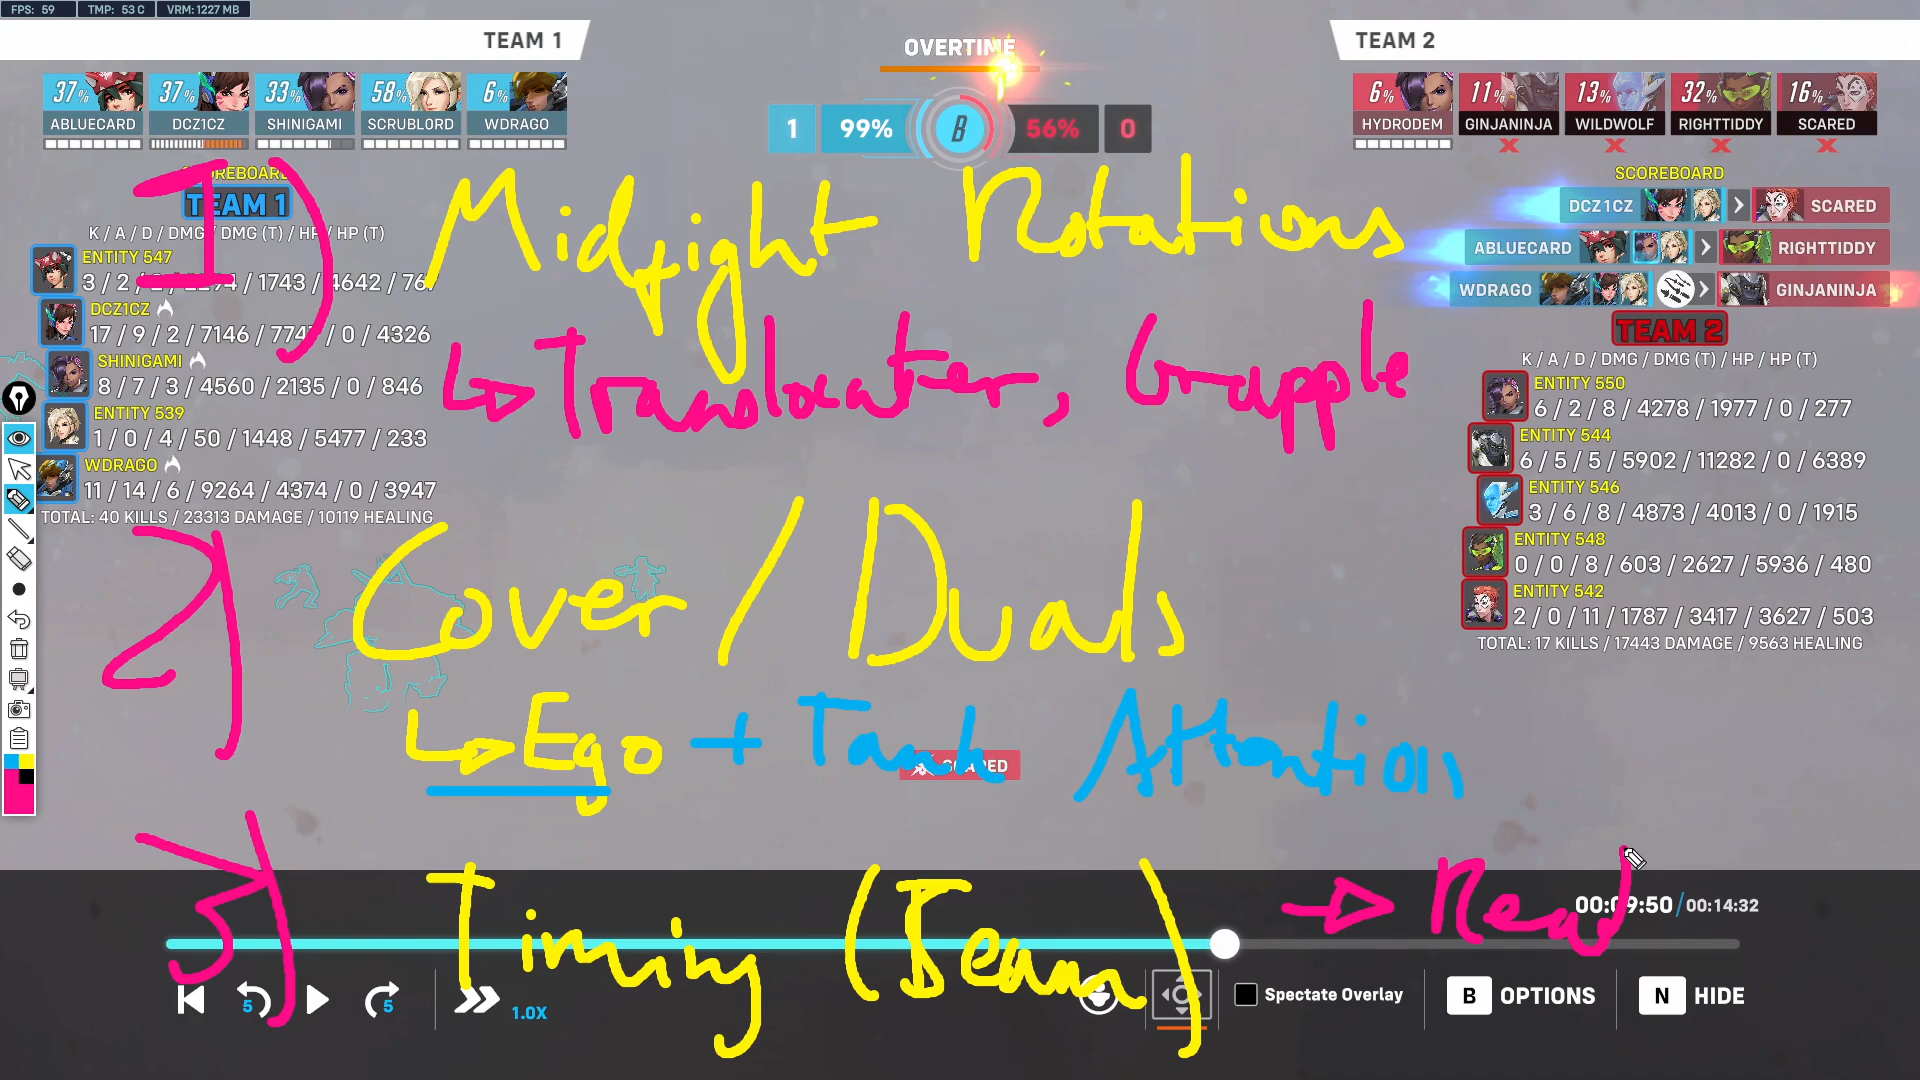 FPS: 59 TMP: 53 C VRM: 1227 MB
TEAM 1
OVERTIME
TEAM 2
37% 37% 33% 58% 6%
ABLUECARD DCZ1CZ SHINIGAMI SCRUBL0RD WDRAGO
1 99% B 56% 0
6% 11% 13% 32% 16%
HYDRODEM GINJANINJA WILDWOLF RIGHTTIDDY SCARED
SCOREBOARD
TEAM 1
K / A / D / DMG / DMG (T) / HP / HP (T)
ENTITY 547
3 / 2 / 1743 / 4642 /
DCZ1CZ
17 / 9 / 2 / 7146 / 0 / 4326
SHINIGAMI
8 / 7 / 3 / 4560 / 2135 / 0 / 846
ENTITY 539
1 / 0 / 4 / 50 / 1448 / 5477 / 233
WDRAGO
11 / 14 / 6 / 9264 / 4374 / 0 / 3947
TOTAL: 40 KILLS / 23313 DAMAGE / 10119 HEALING
SCOREBOARD
DCZ1CZ > SCARED
ABLUECARD > RIGHTTIDDY
WDRAGO > GINJANINJA
TEAM 2
K / A / D / DMG / DMG (T) / HP / HP (T)
ENTITY 550
6 / 2 / 8 / 4278 / 1977 / 0 / 277
ENTITY 544
6 / 5 / 5 / 5902 / 11282 / 0 / 6389
ENTITY 546
3 / 6 / 8 / 4873 / 4013 / 0 / 1915
ENTITY 548
0 / 0 / 8 / 603 / 2627 / 5936 / 480
ENTITY 542
2 / 0 / 11 / 1787 / 3417 / 3627 / 503
TOTAL: 17 KILLS / 17443 DAMAGE / 9563 HEALING
1) Midfight Rotations
Translocater, Grapple
2) Cover / Duals
Ego + Tank Attention
SCARED
3) Timing (Beam) → Read
00:09:50 / 00:14:32
5 5 1.0X
Spectate Overlay
B OPTIONS
N HIDE